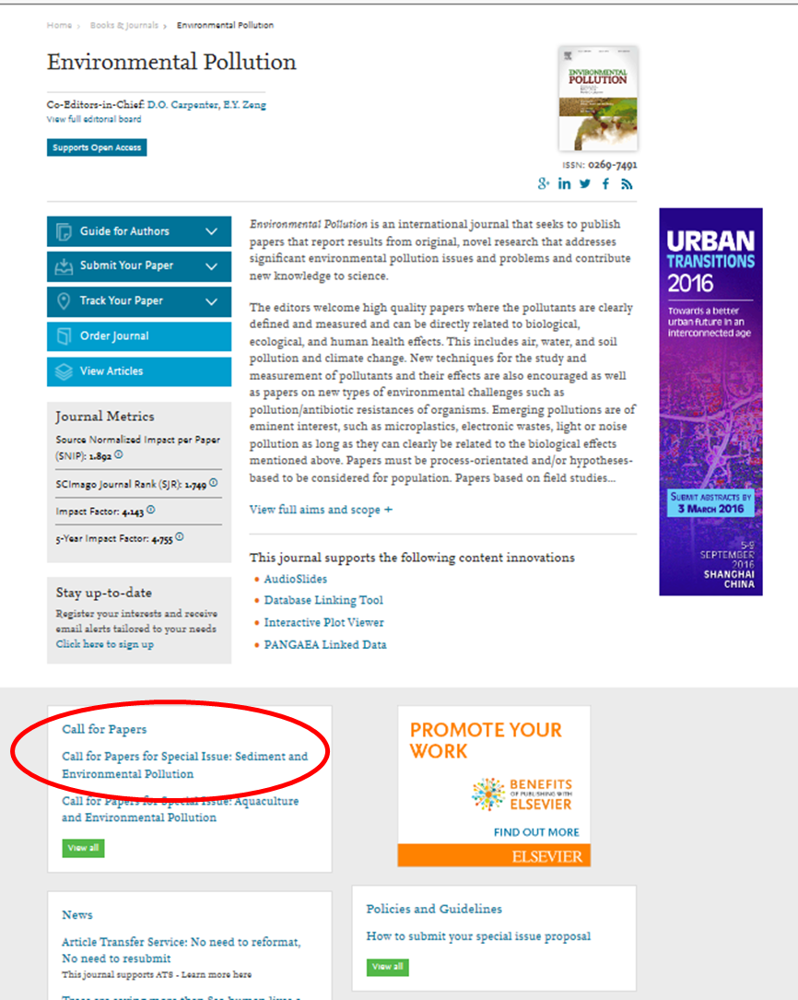 Home › Books & Journals › Environmental Pollution
Environmental Pollution
Co-Editors-in-Chief: D.O. Carpenter, E.Y. Zeng
View full editorial board
Supports Open Access
ENVIRONMENTAL
POLLUTION
ISSN: 0269-7491
Guide for Authors
Submit Your Paper
Track Your Paper
Order Journal
View Articles
Journal Metrics
Source Normalized Impact per Paper
(SNIP): 1.892
SCImago Journal Rank (SJR): 1.749
Impact Factor: 4.143
5-Year Impact Factor: 4.755
Stay up-to-date
Register your interests and receive
email alerts tailored to your needs
Click here to sign up
Environmental Pollution is an international journal that seeks to publish
papers that report results from original, novel research that addresses
significant environmental pollution issues and problems and contribute
new knowledge to science.
The editors welcome high quality papers where the pollutants are clearly
defined and measured and can be directly related to biological,
ecological, and human health effects. This includes air, water, and soil
pollution and climate change. New techniques for the study and
measurement of pollutants and their effects are also encouraged as well
as papers on new types of environmental challenges such as
pollution/antibiotic resistances of organisms. Emerging pollutions are of
eminent interest, such as microplastics, electronic wastes, light or noise
pollution as long as they can clearly be related to the biological effects
mentioned above. Papers must be process-orientated and/or hypotheses-
based to be considered for population. Papers based on field studies...
View full aims and scope +
This journal supports the following content innovations
• AudioSlides
• Database Linking Tool
• Interactive Plot Viewer
• PANGAEA Linked Data
URBAN
TRANSITIONS
2016
Towards a better
urban future in an
interconnected age
SUBMIT ABSTRACTS BY
3 MARCH 2016
5-9
SEPTEMBER
2016
SHANGHAI
CHINA
Call for Papers
Call for Papers for Special Issue: Sediment and
Environmental Pollution
Call for Papers for Special Issue: Aquaculture
and Environmental Pollution
View all
PROMOTE YOUR
WORK
BENEFITS
OF PUBLISHING WITH
ELSEVIER
FIND OUT MORE
ELSEVIER
News
Article Transfer Service: No need to reformat,
No need to resubmit
This journal supports ATS - Learn more here
Trees are saving more than 850 human lives a
Policies and Guidelines
How to submit your special issue proposal
View all